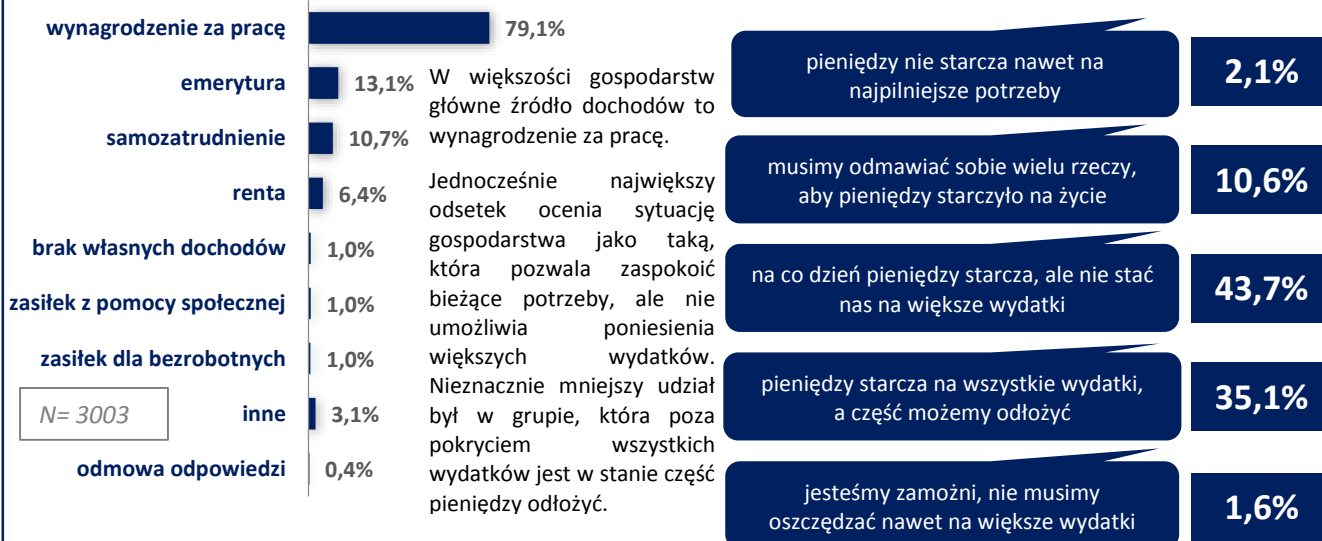 wynagrodzenie za pracę
79,1%
emerytura
13,1%
samozatrudnienie
10,7%
renta
6,4%
brak własnych dochodów
1,0%
zasiłek z pomocy społecznej
1,0%
zasiłek dla bezrobotnych
1,0%
inne
3,1%
odmowa odpowiedzi
0,4%
N= 3003
W większości gospodarstw
główne źródło dochodów to
wynagrodzenie za pracę.
Jednocześnie największy
odsetek ocenia sytuację
gospodarstwa jako taką,
która pozwala zaspokoić
bieżące potrzeby, ale nie
umożliwia poniesienia
większych wydatków.
Nieznacznie mniejszy udział
był w grupie, która poza
pokryciem wszystkich
wydatków jest w stanie część
pieniędzy odłożyć.
pieniędzy nie starcza nawet na
najpilniejsze potrzeby
2,1%
musimy odmawiać sobie wielu rzeczy,
aby pieniędzy starczyło na życie
10,6%
na co dzień pieniędzy starcza, ale nie stać
nas na większe wydatki
43,7%
pieniędzy starcza na wszystkie wydatki,
a część możemy odłożyć
35,1%
jesteśmy zamożni, nie musimy
oszczędzać nawet na większe wydatki
1,6%